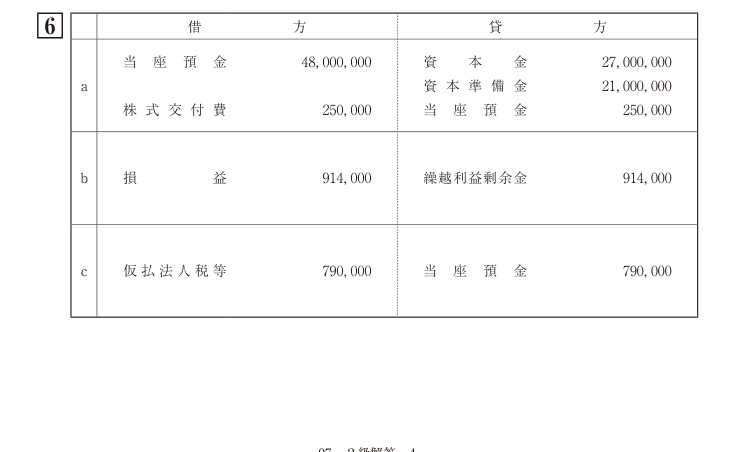 6
借方 貸方
a 当座預金 48,000,000 資本金 27,000,000
資本準備金 21,000,000
株式交付費 250,000 当座預金 250,000
b 損益 914,000 繰越利益剰余金 914,000
c 仮払法人税等 790,000 当座預金 790,000